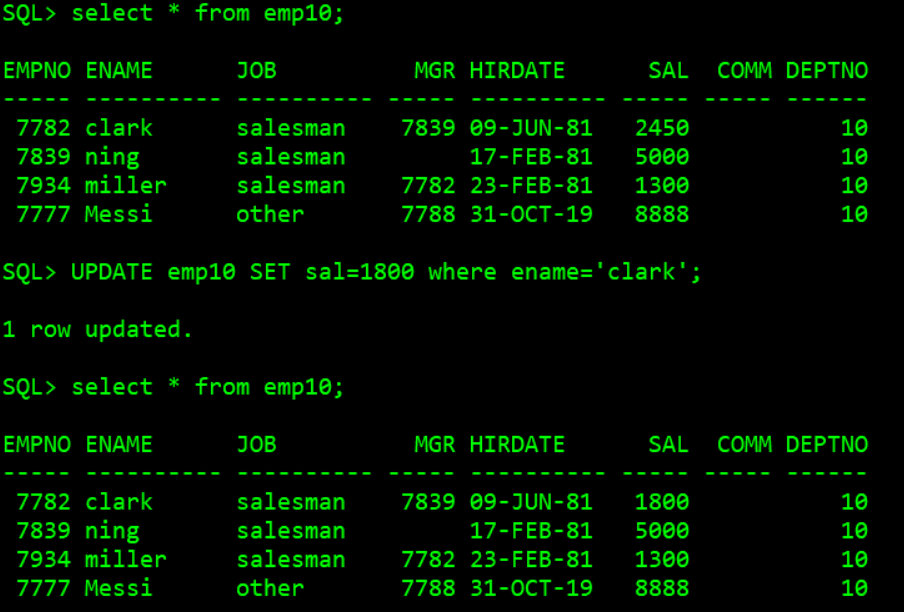 SQL> select * from emp10;
EMPNO ENAME      JOB          MGR HIRDATE      SAL  COMM DEPTNO
----- ---------- ---------- ----- ---------- ----- ----- ------
 7782 clark      salesman    7839 09-JUN-81   2450           10
 7839 ning       salesman         17-FEB-81   5000           10
 7934 miller     salesman    7782 23-FEB-81   1300           10
 7777 Messi      other       7788 31-OCT-19   8888           10
SQL> UPDATE emp10 SET sal=1800 where ename='clark';
1 row updated.
SQL> select * from emp10;
EMPNO ENAME      JOB          MGR HIRDATE      SAL  COMM DEPTNO
----- ---------- ---------- ----- ---------- ----- ----- ------
 7782 clark      salesman    7839 09-JUN-81   1800           10
 7839 ning       salesman         17-FEB-81   5000           10
 7934 miller     salesman    7782 23-FEB-81   1300           10
 7777 Messi      other       7788 31-OCT-19   8888           10